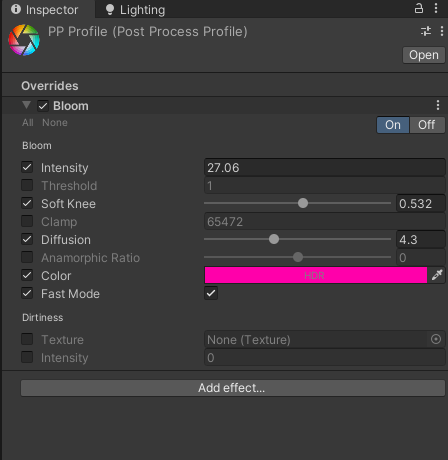 Inspector
Lighting
PP Profile (Post Process Profile)
Open
Overrides
Bloom
All None
On Off
Bloom
Intensity 27.06
Threshold 1
Soft Knee 0.532
Clamp 65472
Diffusion 4.3
Anamorphic Ratio 0
Color HDR
Fast Mode
Dirtiness
Texture None (Texture)
Intensity 0
Add effect...